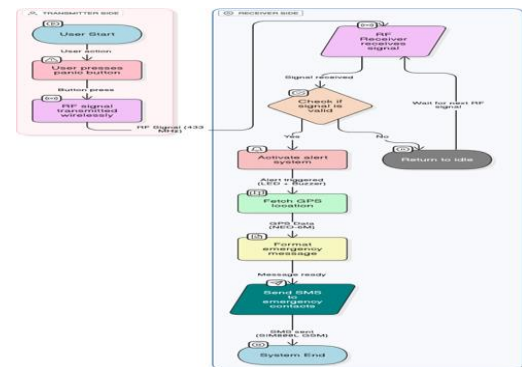 TRANSMITTER SIDE
User Start
User action
User presses
panic button
Button press
RF signal
transmitted
wirelessly
RF Signal (433
MHz)
RECEIVER SIDE
RF
Receiver
receives
signal
Signal received
Check if
signal is
valid
Wait for next RF
signal
Yes
No
Activate alert
system
Return to Idle
Alert triggered
(LED + Buzzer)
Fetch GPS
location
GPS Data
(NEO-6M)
Format
emergency
message
Message ready
Send SMS
to
emergency
contacts
SMS sent
(SIM800L GSM)
System End